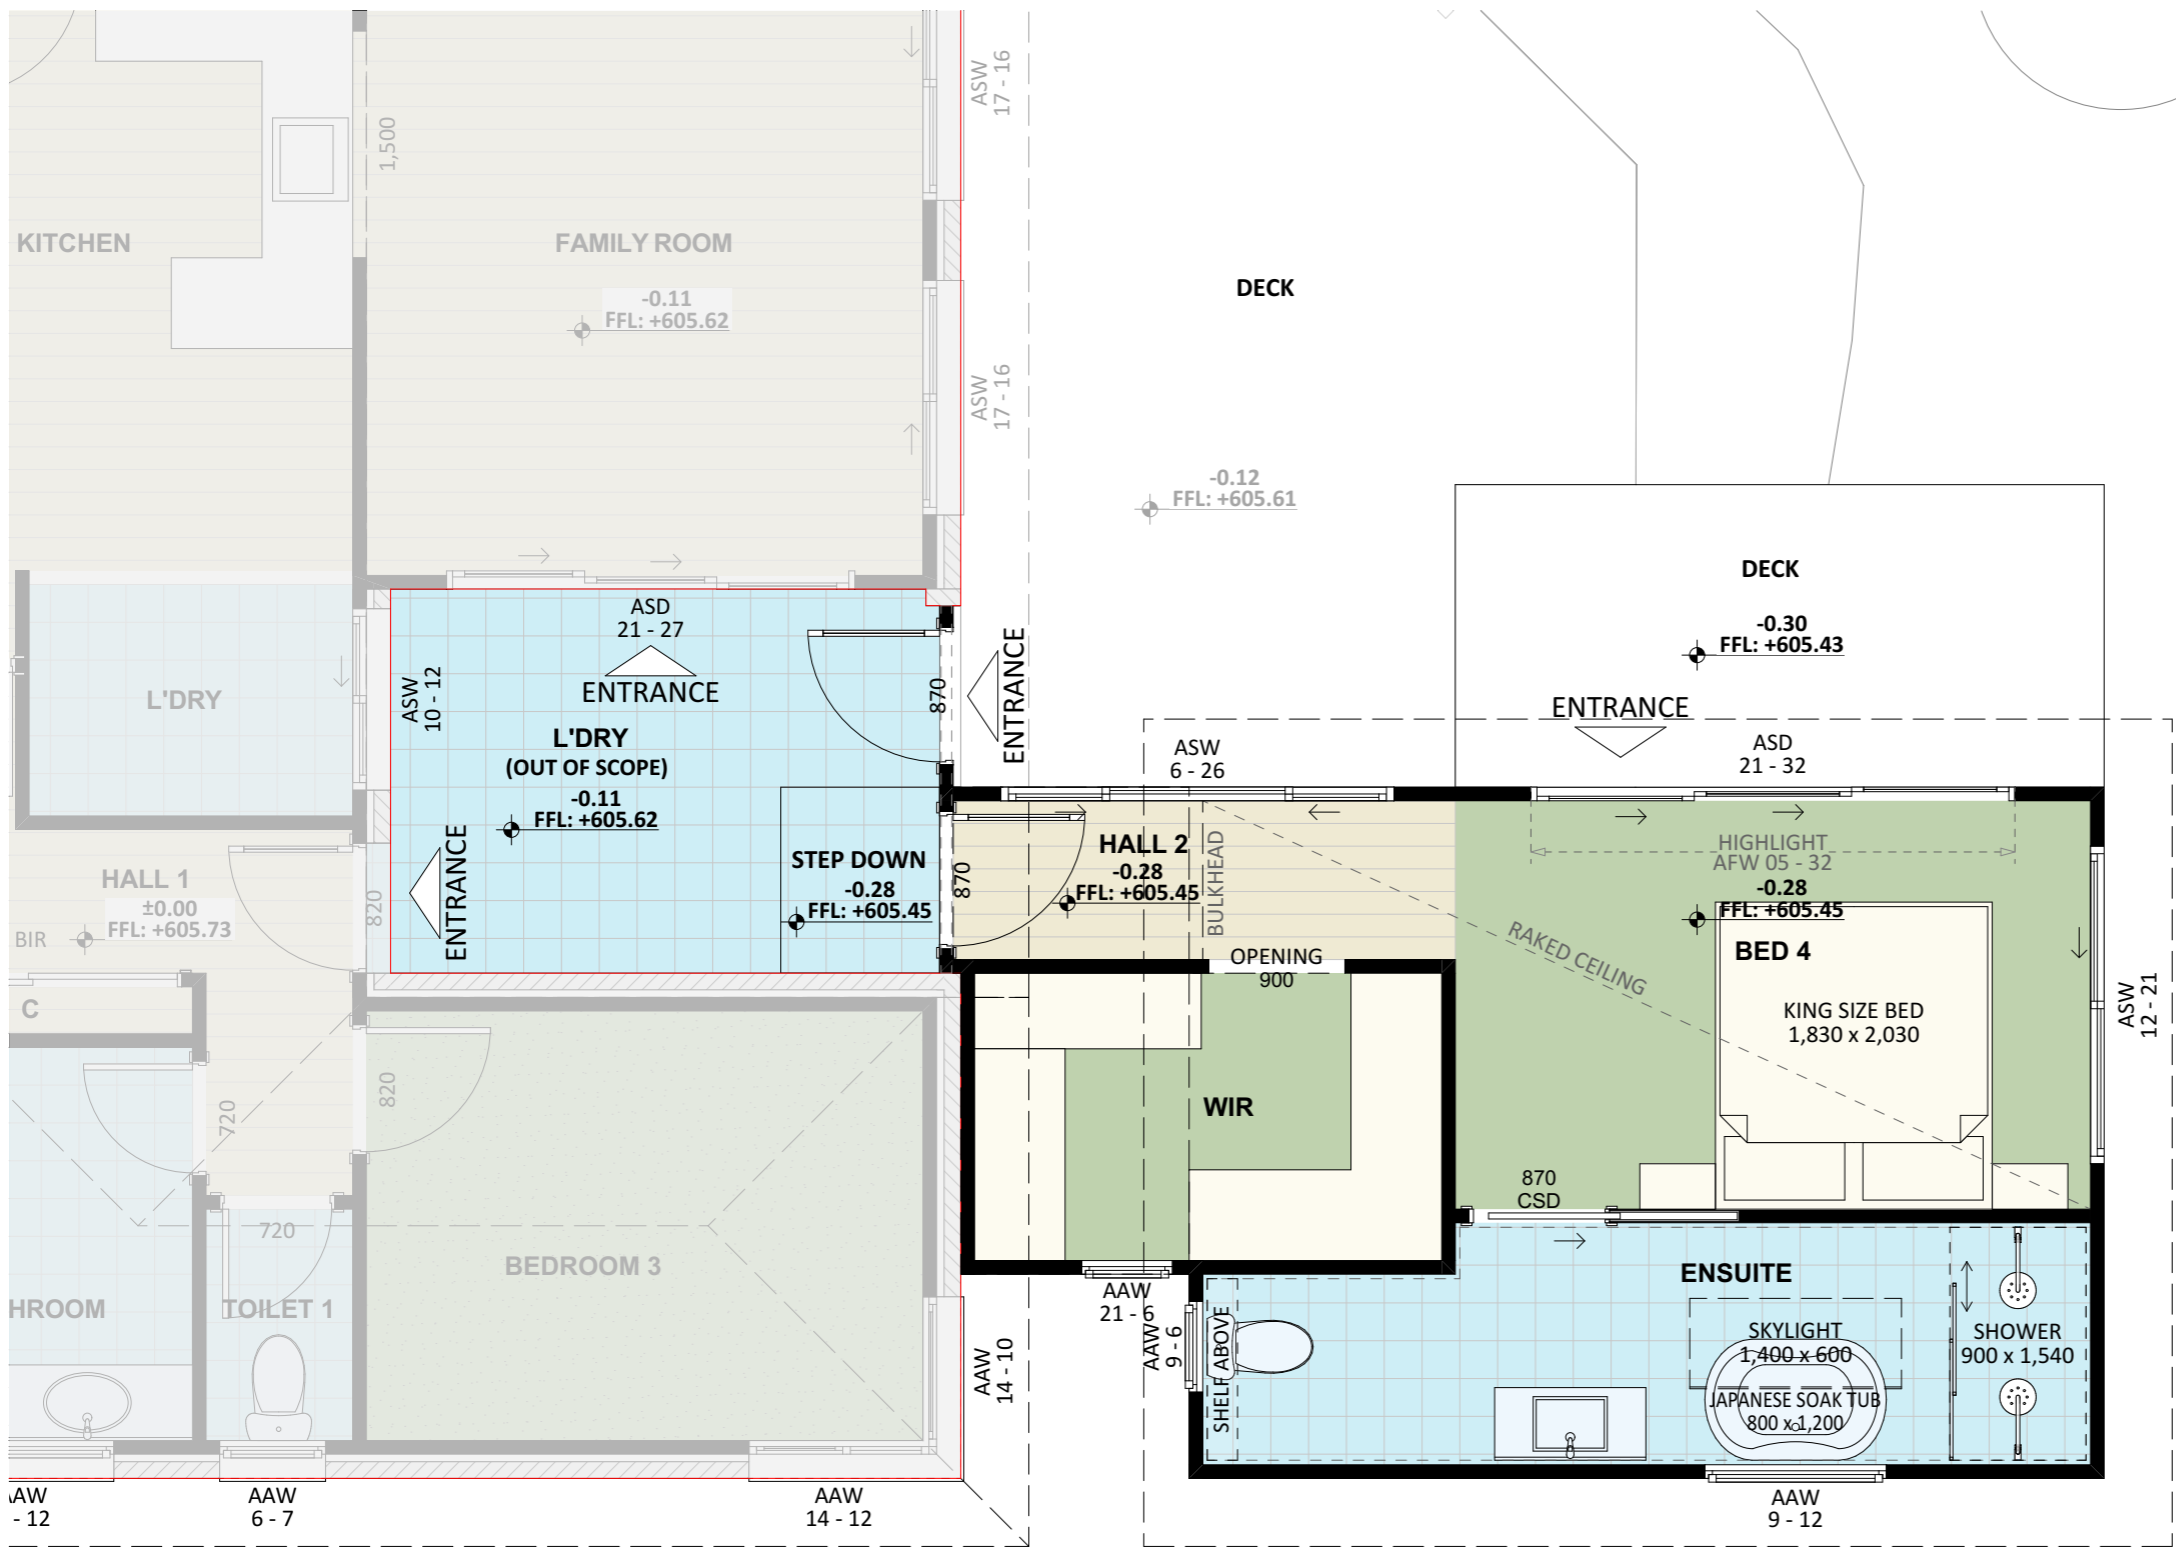 ASW
17 - 16
1,500
KITCHEN
FAMILY ROOM
-0.11
FFL: +605.62
DECK
ASW
17 - 16
-0.12
FFL: +605.61
DECK
-0.30
FFL: +605.43
ENTRANCE
ASD
21 - 27
ENTRANCE
ASW
10 - 12
870
ENTRANCE
L'DRY
L'DRY
(OUT OF SCOPE)
-0.11
FFL: +605.62
ASW
6 - 26
ASD
21 - 32
HALL 1
±0.00
FFL: +605.73
BIR
820
ENTRANCE
STEP DOWN
-0.28
FFL: +605.45
870
HALL 2
-0.28
FFL: +605.45
BULKHEAD
HIGHLIGHT
AFW 05 - 32
-0.28
FFL: +605.45
BED 4
RAKED CEILING
OPENING
900
KING SIZE BED
1,830 x 2,030
ASW
12 - 21
C
820
720
WIR
870
CSD
720
BEDROOM 3
HROOM
TOILET 1
ENSUITE
AAW
21 - 6
AAW
9 - 6
SHELF ABOVE
SKYLIGHT
1,400 x 600
SHOWER
900 x 1,540
JAPANESE SOAK TUB
800 x 1,200
AAW
14 - 10
AAW
- 12
AAW
6 - 7
AAW
14 - 12
AAW
9 - 12